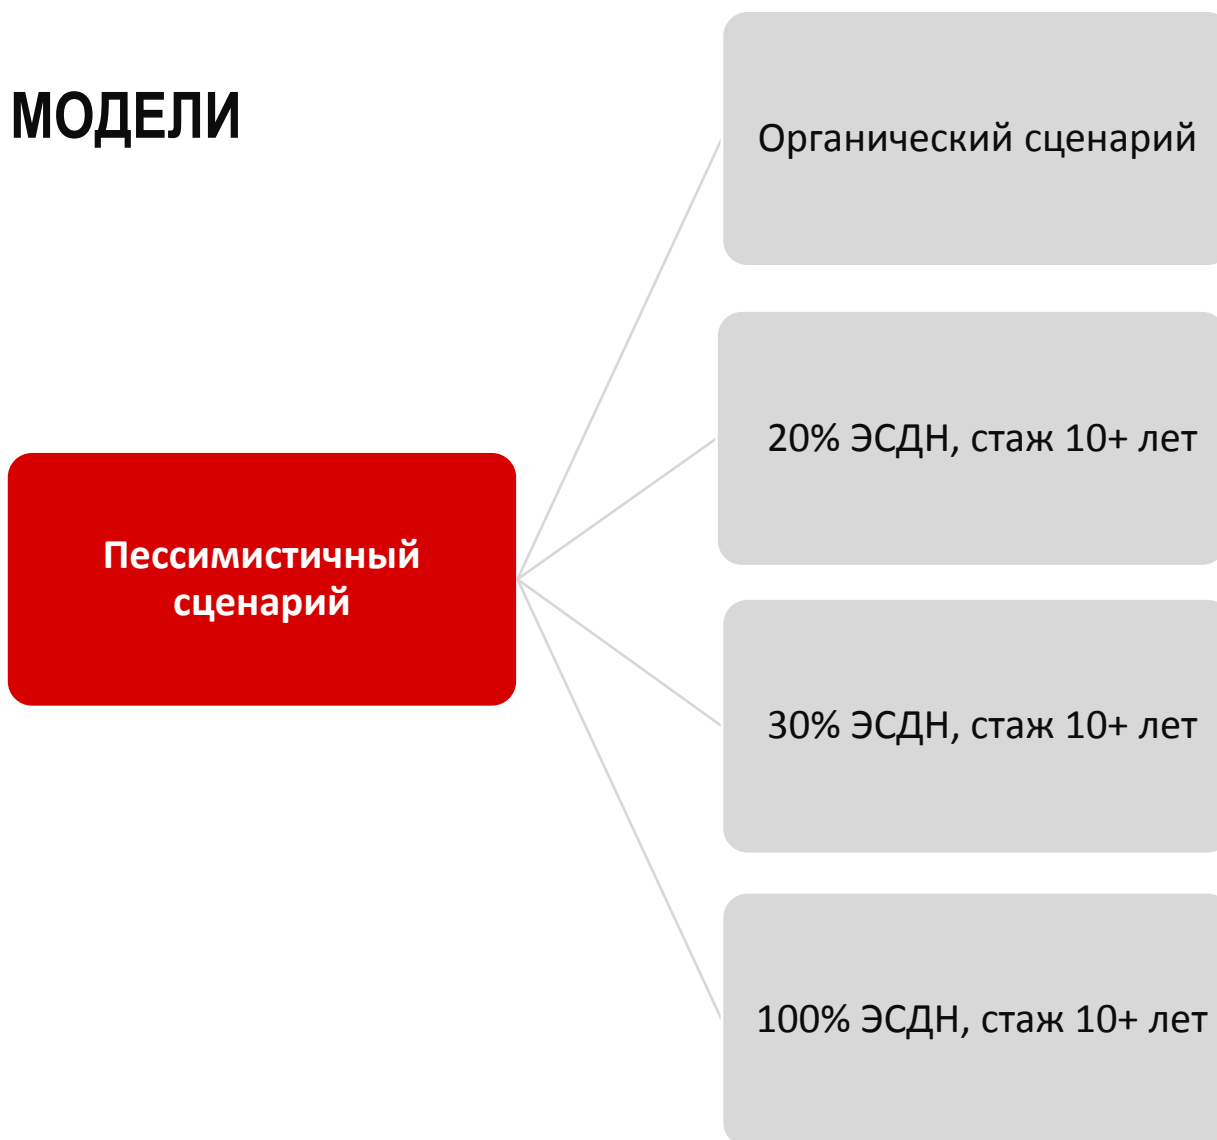 МОДЕЛИ
Органический сценарий
20% ЭСДН, стаж 10+ лет
Пессимистичный
сценарий
30% ЭСДН, стаж 10+ лет
100% ЭСДН, стаж 10+ лет